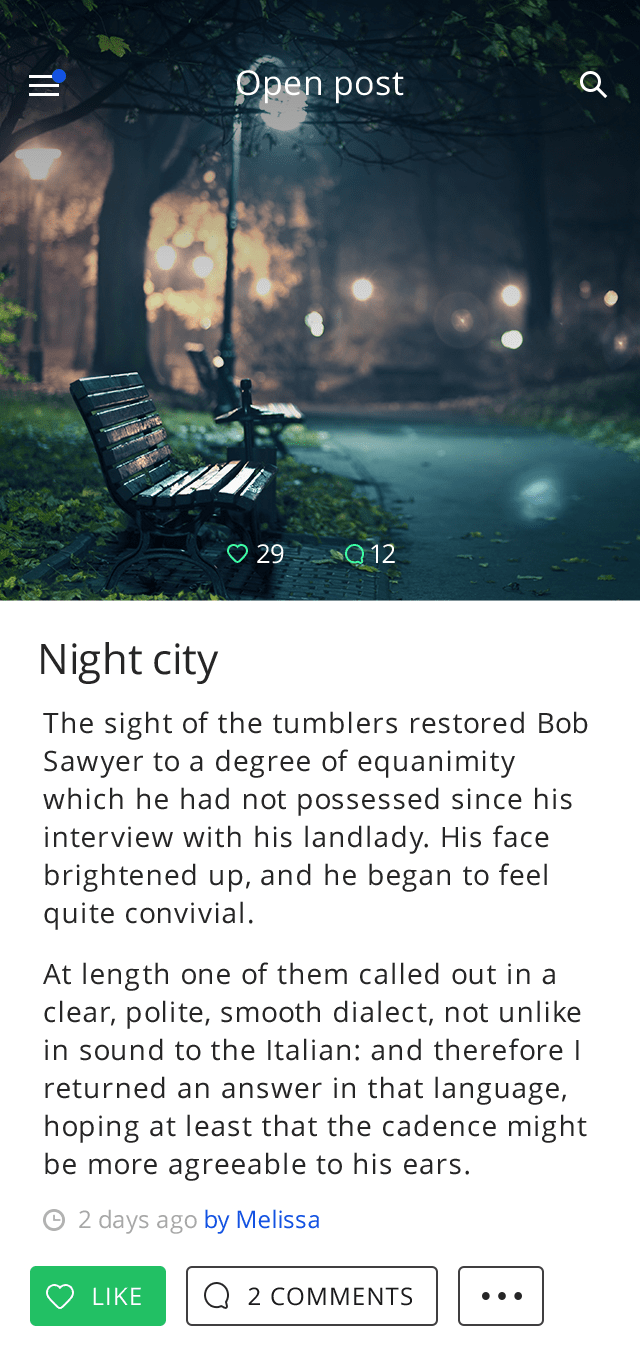 Open post
29 12
Night city
The sight of the tumblers restored Bob
Sawyer to a degree of equanimity
which he had not possessed since his
interview with his landlady. His face
brightened up, and he began to feel
quite convivial.
At length one of them called out in a
clear, polite, smooth dialect, not unlike
in sound to the Italian: and therefore I
returned an answer in that language,
hoping at least that the cadence might
be more agreeable to his ears.
2 days ago by Melissa
LIKE 2 COMMENTS